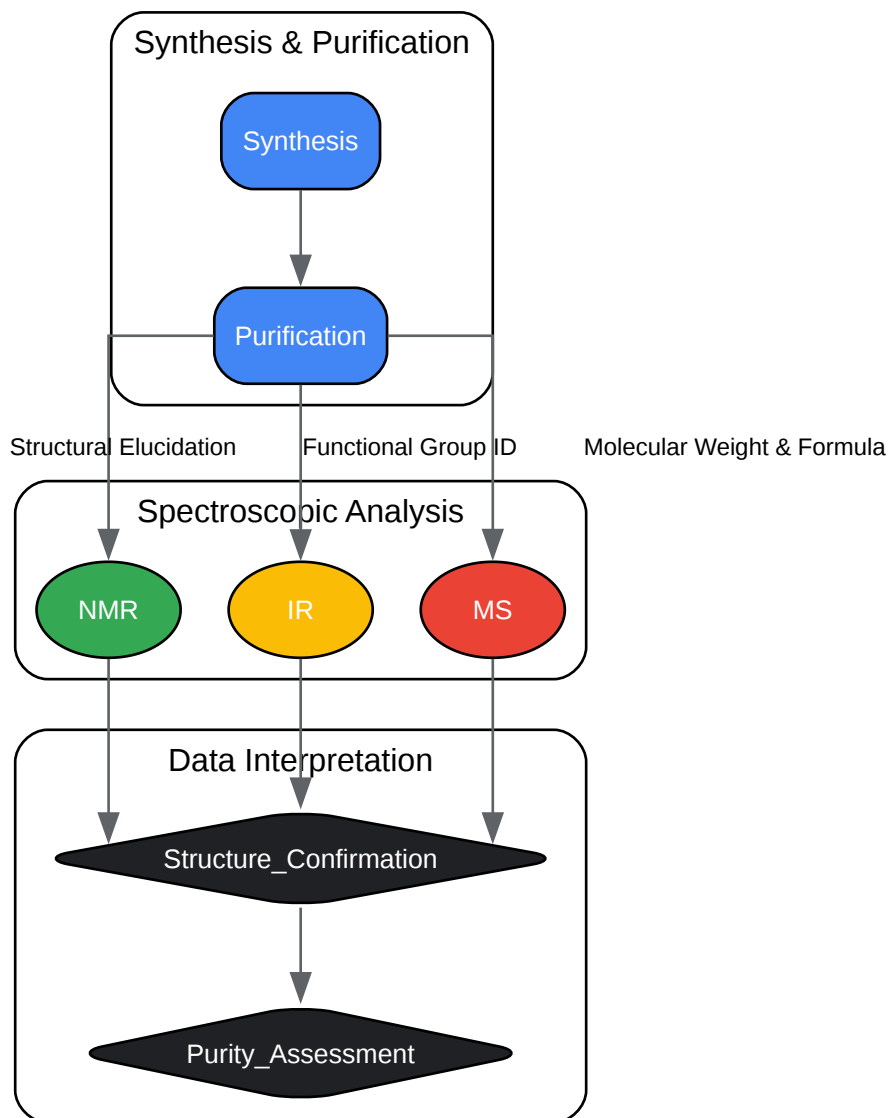 Synthesis & Purification
Synthesis
Purification
Structural Elucidation
Functional Group ID
Molecular Weight & Formula
Spectroscopic Analysis
NMR
IR
MS
Data Interpretation
Structure_Confirmation
Purity_Assessment